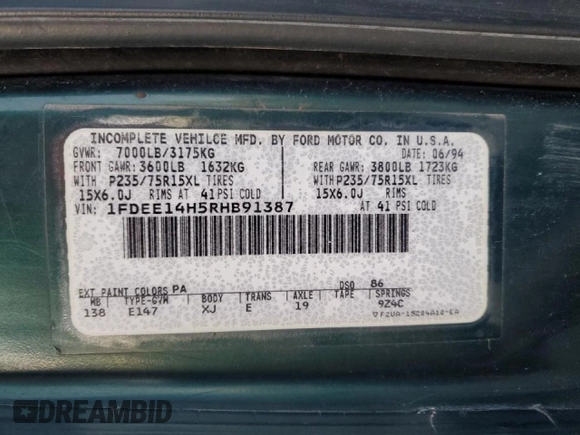 INCOMPLETE VEHILCE MFD. BY FORD MOTOR CO. IN U.S.A.
GVWR: 7000LB/3175KG DATE: 06/94
FRONT GAWR: 3600LB 1632KG REAR GAWR: 3800LB 1723KG
WITH P235/75R15XL TIRES WITH P235/75R15XL TIRES
15X6.0J RIMS AT 41 PSI COLD 15X6.0J RIMS
VIN: 1FDEE14H5RHB91387 AT 41 PSI COLD
EXT PAINT COLORS PA DSO 86
WB TYPE-GVW BODY TRANS AXLE TAPE SPRINGS
138 E147 XJ E 19 9Z4C
DREAMBID